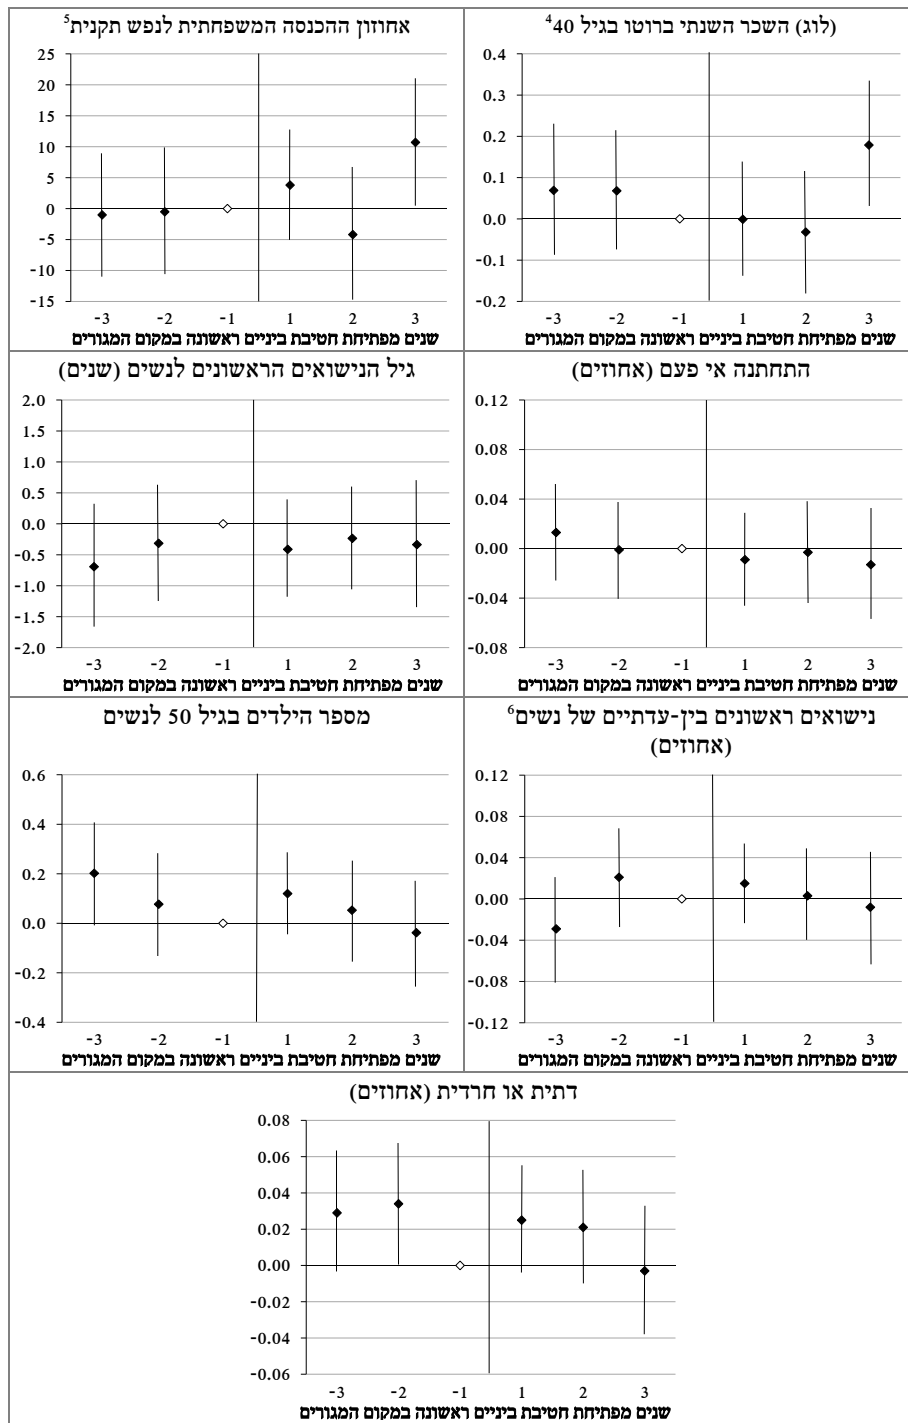 (לוג) השכר השנתי ברוטו בגיל 40⁴
0.4
0.3
0.2
0.1
0.0
-0.1
-0.2
-3 -2 -1 1 2 3
שנים מפתיחת חטיבת ביניים ראשונה במקום המגורים
אחוזון ההכנסה המשפחתית לנפש תקנית⁵
25
20
15
10
5
0
-5
-10
-15
-3 -2 -1 1 2 3
שנים מפתיחת חטיבת ביניים ראשונה במקום המגורים
התחתנה אי פעם (אחוזים)
0.12
0.08
0.04
0.00
-0.04
-0.08
-3 -2 -1 1 2 3
שנים מפתיחת חטיבת ביניים ראשונה במקום המגורים
גיל הנישואים הראשונים לנשים (שנים)
2.0
1.5
1.0
0.5
0.0
-0.5
-1.0
-1.5
-2.0
-3 -2 -1 1 2 3
שנים מפתיחת חטיבת ביניים ראשונה במקום המגורים
נישואים ראשונים בין-עדתיים של נשים⁶
(אחוזים)
0.12
0.08
0.04
0.00
-0.04
-0.08
-0.12
-3 -2 -1 1 2 3
שנים מפתיחת חטיבת ביניים ראשונה במקום המגורים
מספר הילדים בגיל 50 לנשים
0.6
0.4
0.2
0.0
-0.2
-0.4
-3 -2 -1 1 2 3
שנים מפתיחת חטיבת ביניים ראשונה במקום המגורים
דתית או חרדית (אחוזים)
0.08
0.06
0.04
0.02
0.00
-0.02
-0.04
-0.06
-3 -2 -1 1 2 3
שנים מפתיחת חטיבת ביניים ראשונה במקום המגורים